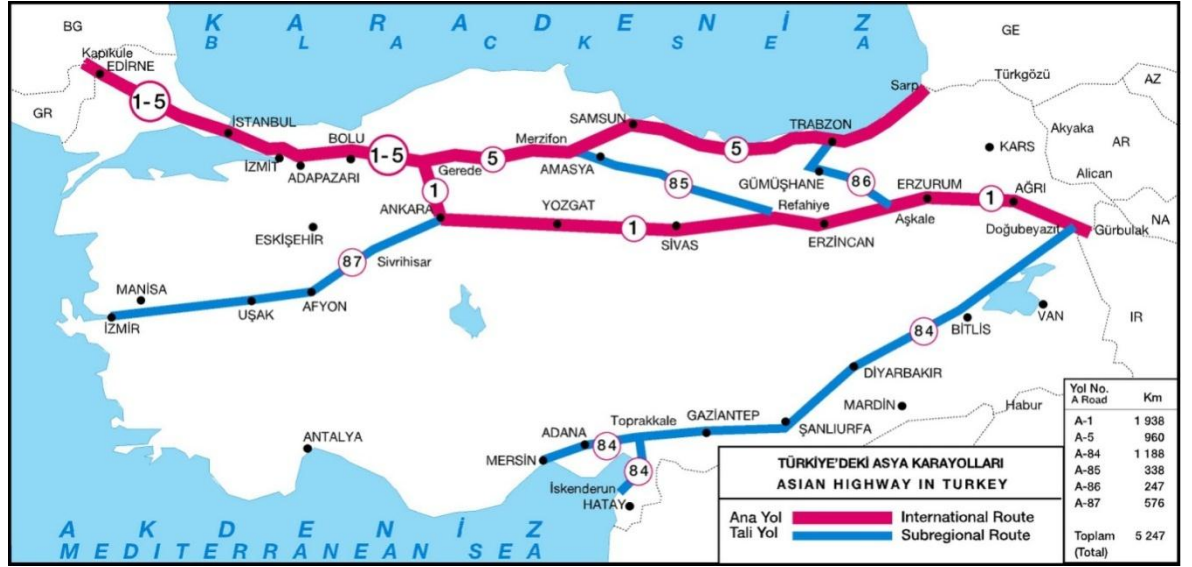 K A R A D E N İ Z
B L A C K S E A
BG
GE
Kapıkule
EDİRNE
Türkgözü
AZ
GR
1-5
Sarp
SAMSUN
TRABZON
Akyaka
AR
İSTANBUL
BOLU
1-5
Merzifon
5
5
KARS
İZMİT
ADAPAZARI
Gerede
AMASYA
GÜMÜŞHANE
86
Alican
1
85
ERZURUM
1
AĞRI
NA
ANKARA
YOZGAT
Refahiye
Aşkale
Doğubeyazıt
Gürbulak
ESKİŞEHİR
1
SİVAS
ERZİNCAN
87
Sivrihisar
MANİSA
AFYON
UŞAK
İZMİR
VAN
IR
84
BİTLİS
DİYARBAKIR
MARDİN
Habur
Toprakkale
GAZİANTEP
ŞANLIURFA
ADANA
84
ANTALYA
MERSİN
84
İskenderun
HATAY
A K D E N İ Z
M E D I T E R R A N E A N S E A
TÜRKİYE'DEKİ ASYA KARAYOLLARI
ASIAN HIGHWAY IN TURKEY
Ana Yol International Route
Tali Yol Subregional Route
Yol No.
A Road Km
A-1 1 938
A-5 960
A-84 1 188
A-85 338
A-86 247
A-87 576
Toplam 5 247
(Total)